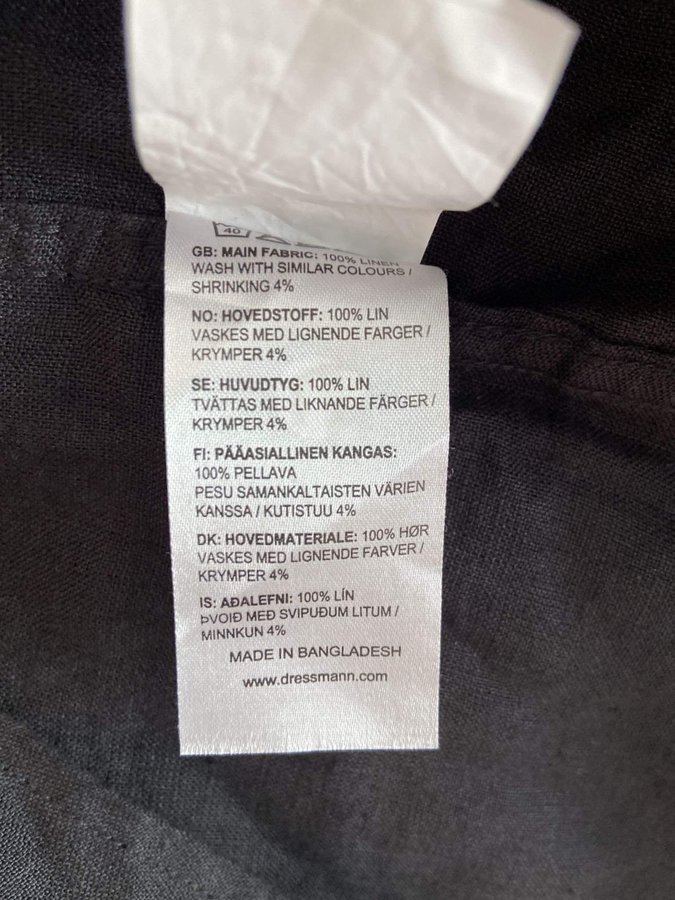 40
GB: MAIN FABRIC: 100% LINEN
WASH WITH SIMILAR COLOURS /
SHRINKING 4%
NO: HOVEDSTOFF: 100% LIN
VASKES MED LIGNENDE FARGER /
KRYMPER 4%
SE: HUVUDTYG: 100% LIN
TVÄTTAS MED LIKNANDE FÄRGER /
KRYMPER 4%
FI: PÄÄASIALLINEN KANGAS:
100% PELLAVA
PESU SAMANKALTAISTEN VÄRIEN
KANSSA / KUTISTUU 4%
DK: HOVEDMATERIALE: 100% HØR
VASKES MED LIGNENDE FARVER /
KRYMPER 4%
IS: AÐALEFNI: 100% LÍN
ÞVOIÐ MEÐ SVIPUÐUM LITUM /
MINNKUN 4%
MADE IN BANGLADESH
www.dressmann.com